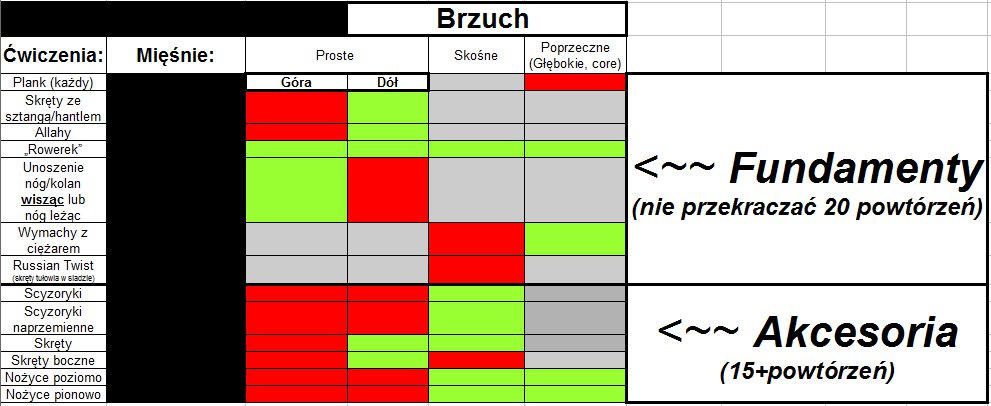 Brzuch
Ćwiczenia: Mięśnie: Proste Skośne Poprzeczne
(Głębokie, core)
Plank (każdy) Góra Dół
Skręty ze
sztangą/hantlem
Allahy
„Rowerek”
Unoszenie
nóg/kolan
wisząc lub
nóg leżąc
Wymachy z
ciężarem
Russian Twist
(skręty tułowia w siadzie)
<~~ Fundamenty
(nie przekraczać 20 powtórzeń)
Scyzoryki
Scyzoryki
naprzemienne
Skręty
Skręty boczne
Nożyce poziomo
Nożyce pionowo
<~~ Akcesoria
(15+powtórzeń)